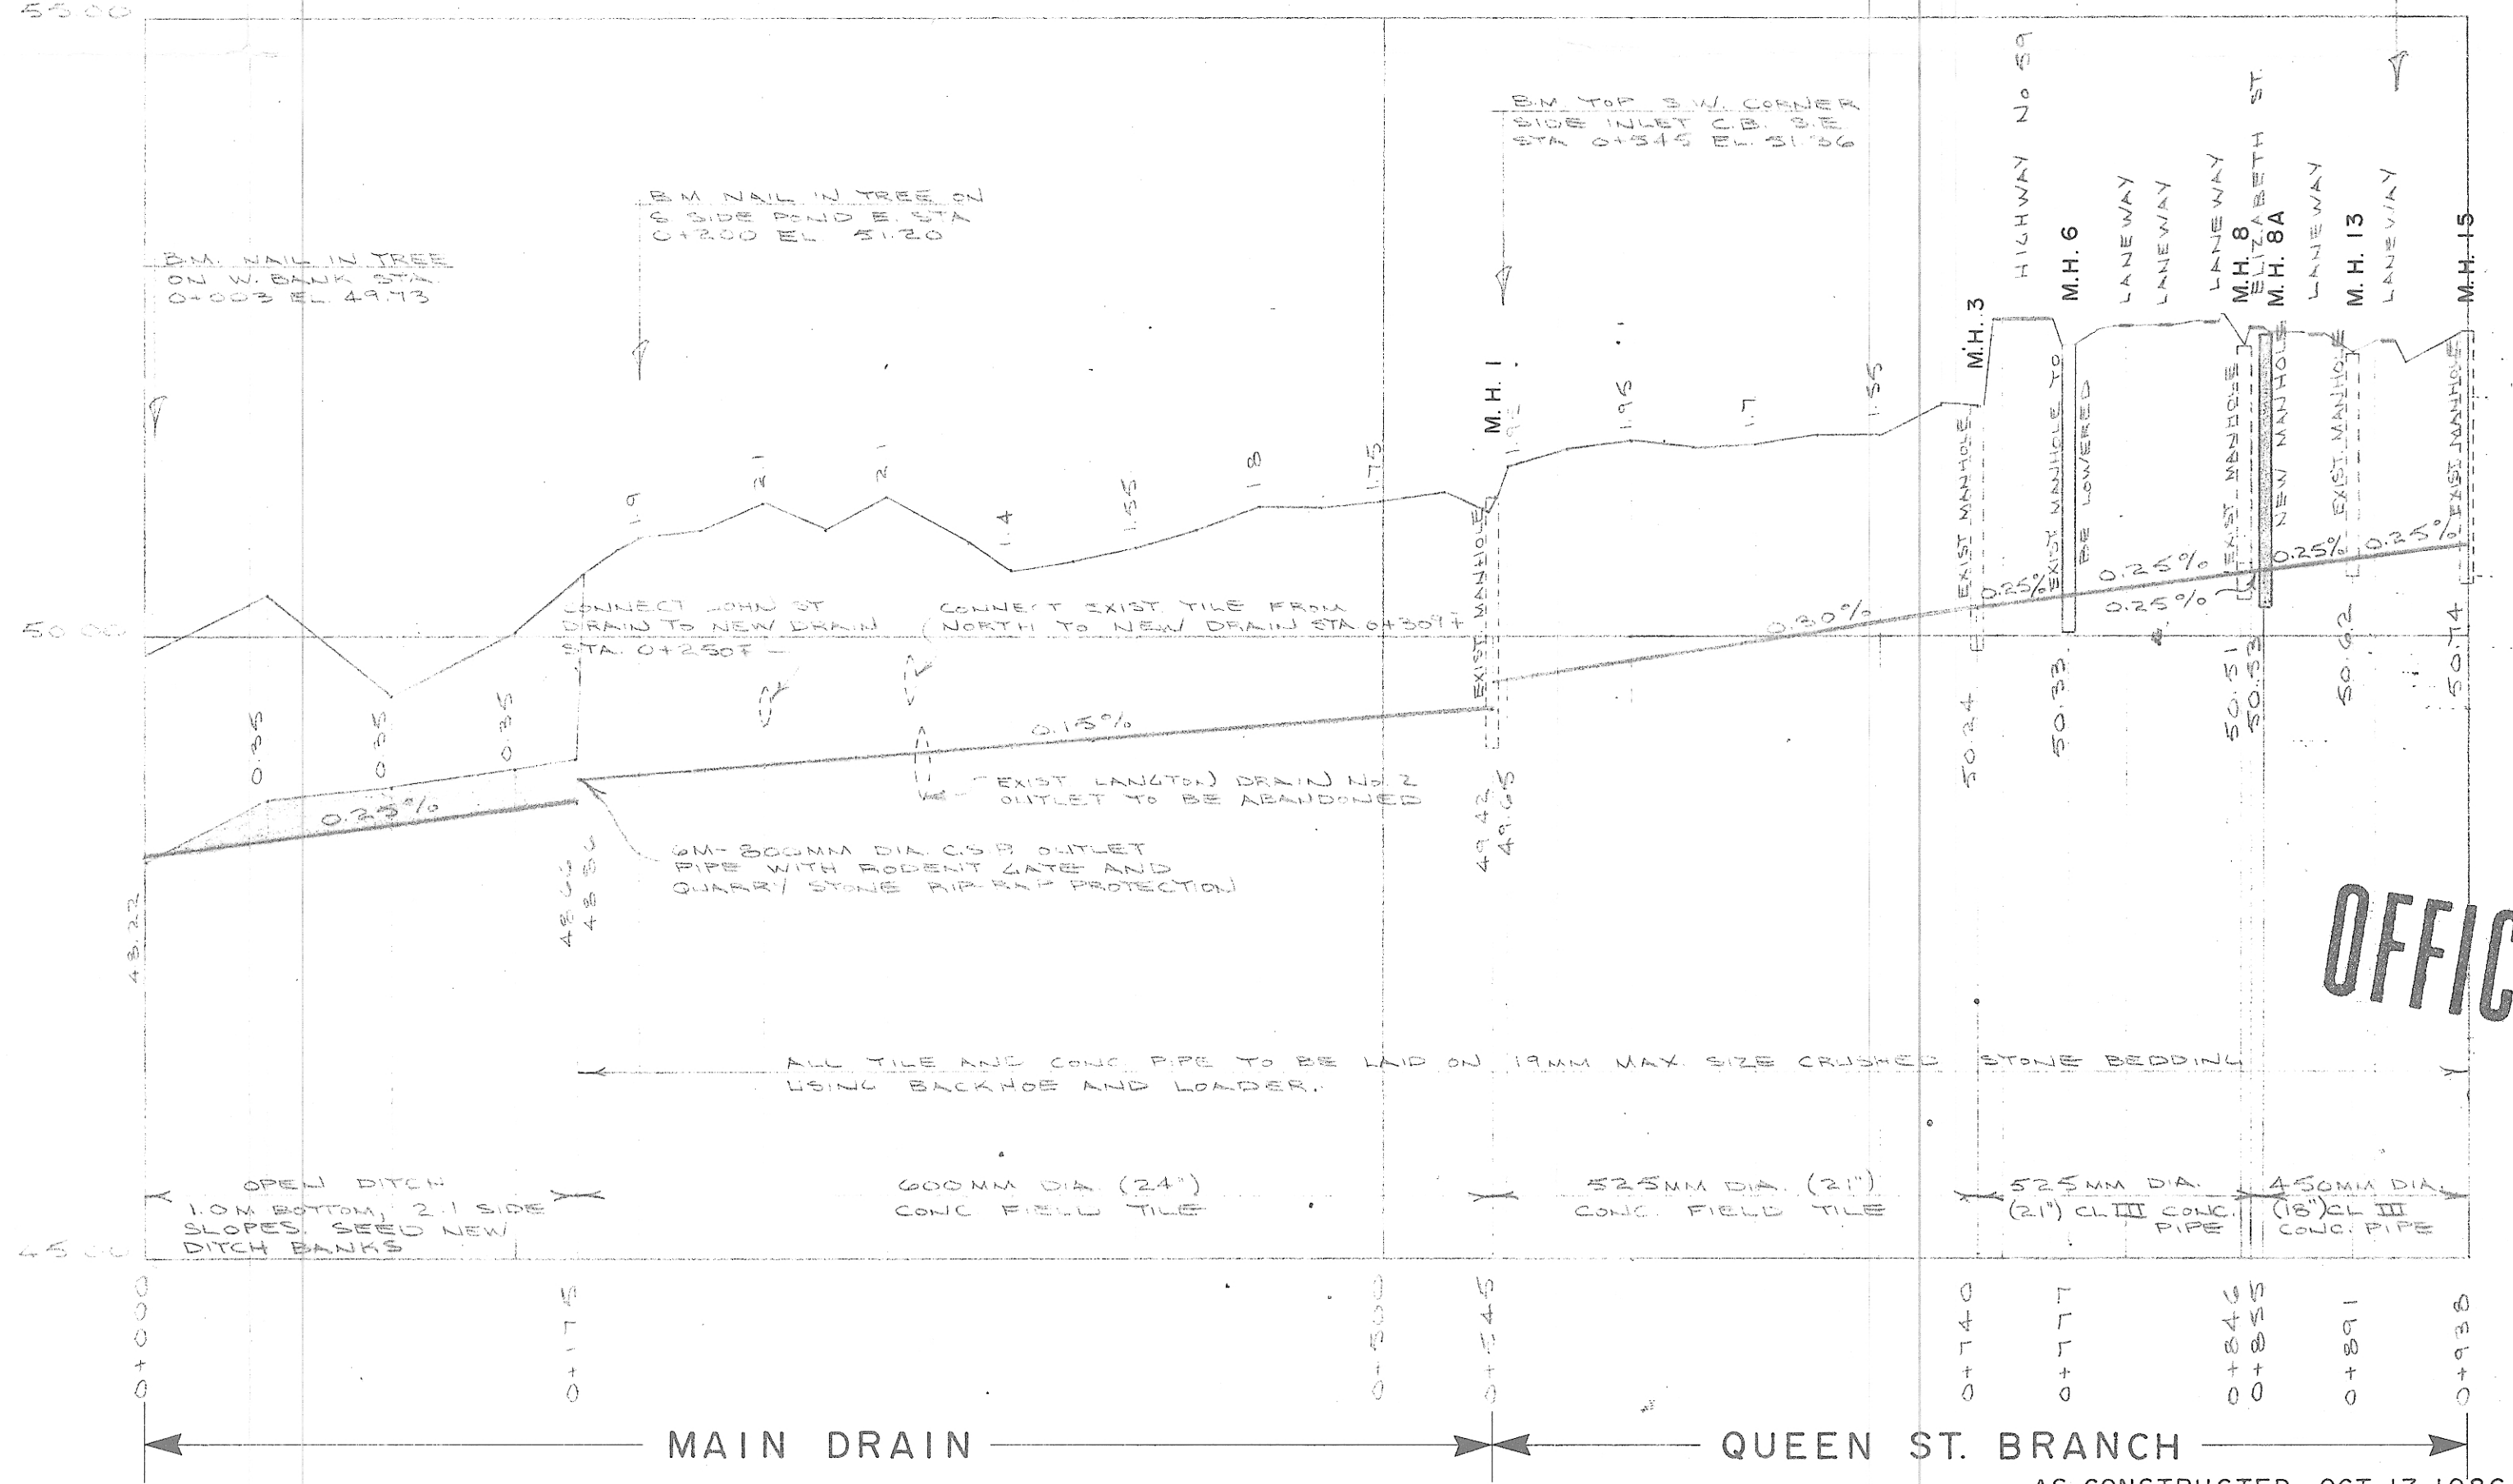 55 00
B.M. NAIL IN TREE
ON W. BANK STA.
0+003 EL. 49.73
B.M. NAIL IN TREE ON
S SIDE POND E. STA
0+200 EL 51.20
B.M. TOP S.W. CORNER
SIDE INLET C.B. S.E
STA 0+545 EL. 51.36
HIGHWAY No 59
M.H. 6
LANEWAY
LANEWAY
LANEWAY
M.H. 8
ELIZABETH ST.
M.H. 8A
LANEWAY
M.H. 13
LANEWAY
M.H. 15
M.H. 3
M.H. 1
1.9
2.1
2.1
1.4
1.55
1.8
1.75
1.95
1.7
1.55
EXIST. MANHOLE
EXIST MANHOLE
EXIST MANHOLE TO
BE LOWERED
EXIST MANHOLE
NEW MANHOLE
EXIST. MANHOLE
EXIST. MANHOLE
50 00
CONNECT JOHN ST
DRAIN TO NEW DRAIN
STA. 0+250±
CONNECT EXIST. TILE FROM
NORTH TO NEW DRAIN STA 0+309±
0.30%
0.25%
0.25%
0.25%
0.25%
0.25%
0.35
0.35
0.35
0.25%
0.15%
EXIST LANGTON DRAIN No. 2
OUTLET TO BE ABANDONED
6M-800MM DIA. C.S.P. OUTLET
PIPE WITH RODENT GATE AND
QUARRY STONE RIP-RAP PROTECTION
48.22
49.42
49.65
50.24
50.33
50.51
50.53
50.62
50.74
OFFIC
ALL TILE AND CONC. PIPE TO BE LAID ON 19MM MAX. SIZE CRUSHED STONE BEDDING
USING BACKHOE AND LOADER.
OPEN DITCH
1.0M BOTTOM, 2:1 SIDE
SLOPES. SEED NEW
DITCH BANKS
600MM DIA. (24")
CONC FIELD TILE
525MM DIA. (21")
CONC. FIELD TILE
525MM DIA.
(21") CL III CONC.
PIPE
450MM DIA.
(18") CL III
CONC. PIPE
45 00
0+000
0+175
0+500
0+545
0+740
0+777
0+846
0+855
0+891
0+938
MAIN DRAIN
QUEEN ST. BRANCH